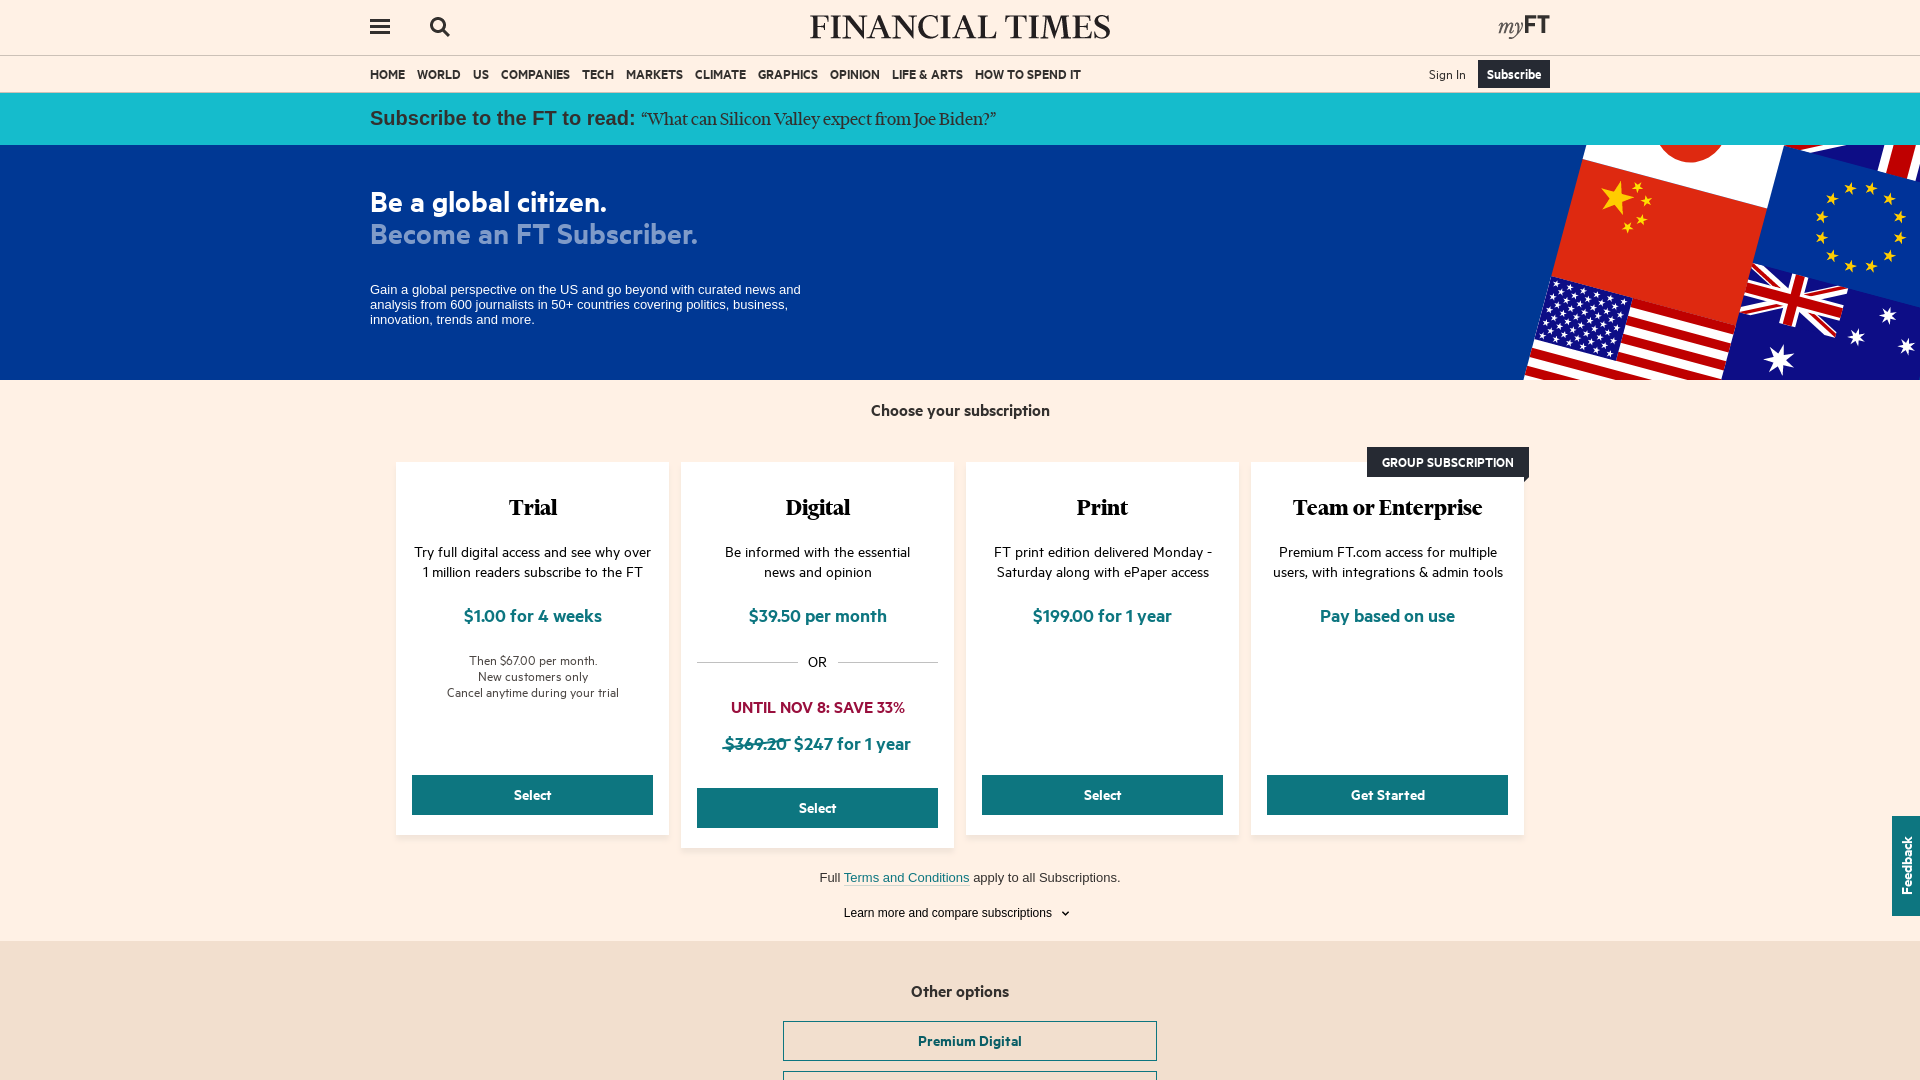 FINANCIAL TIMES
myFT
HOME WORLD US COMPANIES TECH MARKETS CLIMATE GRAPHICS OPINION LIFE & ARTS HOW TO SPEND IT
Sign In
Subscribe
Subscribe to the FT to read: “What can Silicon Valley expect from Joe Biden?”
Be a global citizen.
Become an FT Subscriber.
Gain a global perspective on the US and go beyond with curated news and
analysis from 600 journalists in 50+ countries covering politics, business,
innovation, trends and more.
Choose your subscription
Trial
Try full digital access and see why over
1 million readers subscribe to the FT
$1.00 for 4 weeks
Then $67.00 per month.
New customers only
Cancel anytime during your trial
Select
Digital
Be informed with the essential
news and opinion
$39.50 per month
OR
UNTIL NOV 8: SAVE 33%
$369.20 $247 for 1 year
Select
Print
FT print edition delivered Monday -
Saturday along with ePaper access
$199.00 for 1 year
Select
GROUP SUBSCRIPTION
Team or Enterprise
Premium FT.com access for multiple
users, with integrations & admin tools
Pay based on use
Get Started
Feedback
Full Terms and Conditions apply to all Subscriptions.
Learn more and compare subscriptions
Other options
Premium Digital